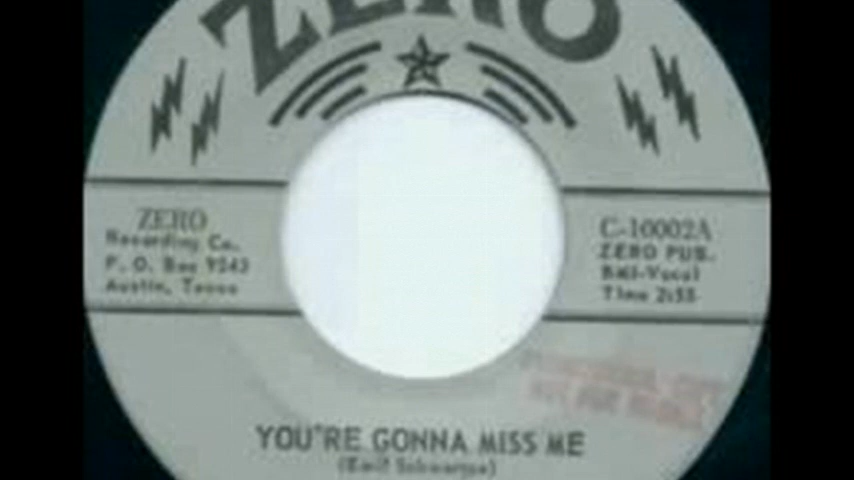 ZERO
ZERO
Recording Co.
P. O. Box 9243
Austin, Texas
C-10002A
ZERO PUB.
BMI-Vocal
Time 2:55
YOU'RE GONNA MISS ME
(Emil Schwartze)